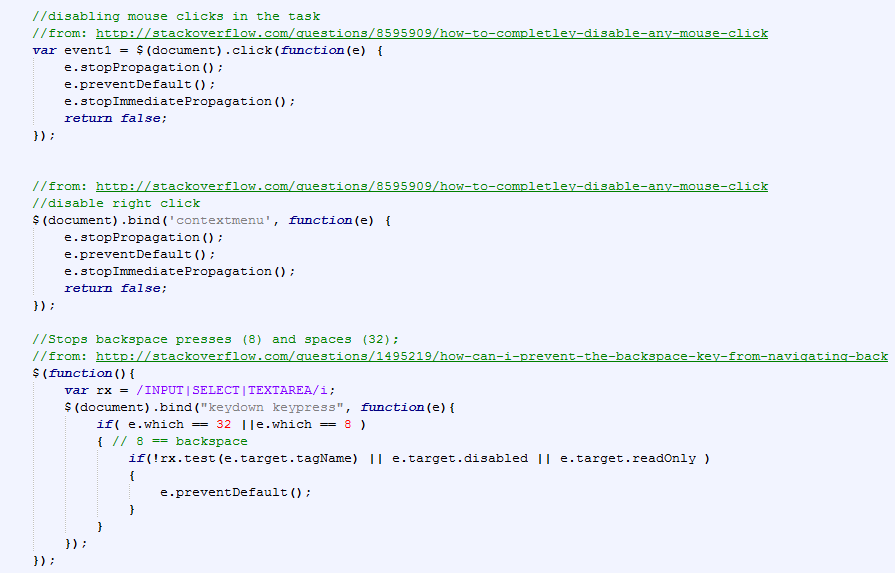 //disabling mouse clicks in the task
//from: http://stackoverflow.com/questions/8595909/how-to-completley-disable-any-mouse-click
var event1 = $(document).click(function(e) {
    e.stopPropagation();
    e.preventDefault();
    e.stopImmediatePropagation();
    return false;
});
//from: http://stackoverflow.com/questions/8595909/how-to-completley-disable-any-mouse-click
//disable right click
$(document).bind('contextmenu', function(e) {
    e.stopPropagation();
    e.preventDefault();
    e.stopImmediatePropagation();
    return false;
});
//Stops backspace presses (8) and spaces (32);
//from: http://stackoverflow.com/questions/1495219/how-can-i-prevent-the-backspace-key-from-navigating-back
$(function(){
    var rx = /INPUT|SELECT|TEXTAREA/i;
    $(document).bind("keydown keypress", function(e){
        if( e.which == 32 ||e.which == 8 )
        { // 8 == backspace
            if(!rx.test(e.target.tagName) || e.target.disabled || e.target.readOnly )
            {
                e.preventDefault();
            }
        }
    });
});